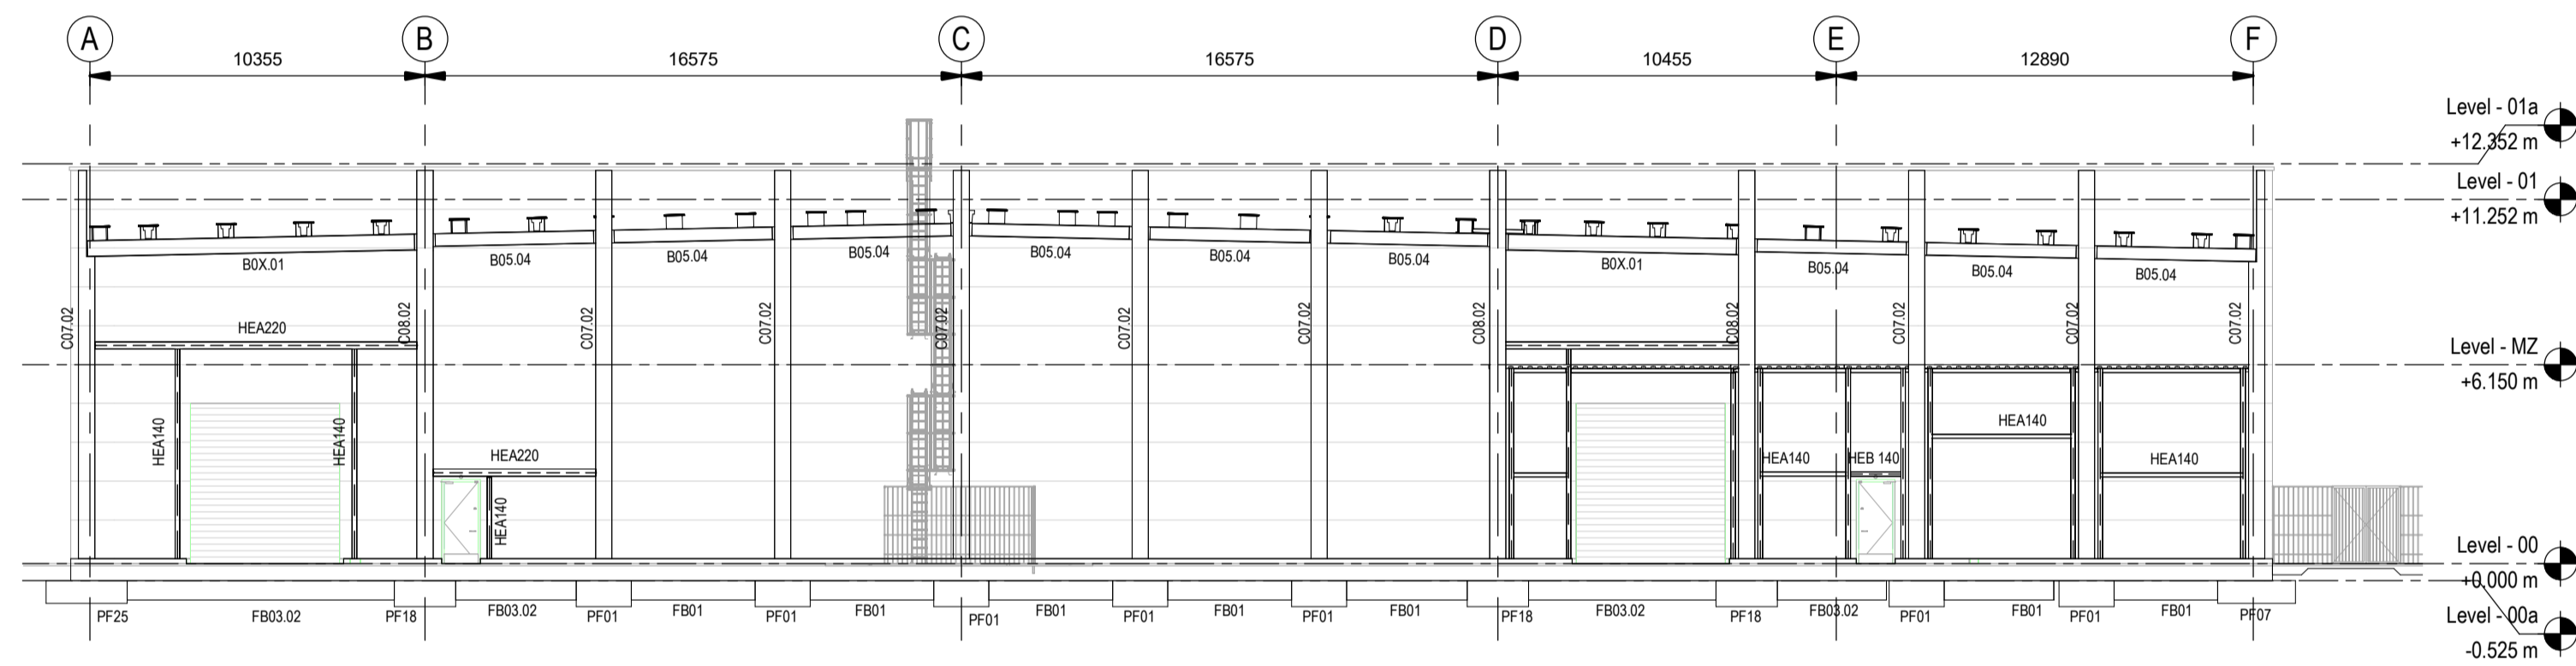 A B C D E F
10355 16575 16575 10455 12890
Level - 01a
+12.352 m
Level - 01
+11.252 m
B0X.01 B05.04 B05.04 B05.04 B05.04 B05.04 B05.04 B0X.01 B05.04 B05.04 B05.04
C07.02 C08.02 C07.02 C07.02 C07.02 C07.02 C07.02 C08.02 C08.02 C07.02 C07.02 C07.02
HEA220
Level - MZ
+6.150 m
HEA140 HEA140
HEA220
HEA140
HEA140
HEA140 HEB 140 HEA140
Level - 00
+0.000 m
PF25 FB03.02 PF18 FB03.02 PF01 FB01 PF01 FB01 PF01 FB01 PF01 FB01 PF01 FB01 PF18 FB03.02 PF18 FB03.02 PF01 FB01 PF01 FB01 PF07
Level - 00a
-0.525 m